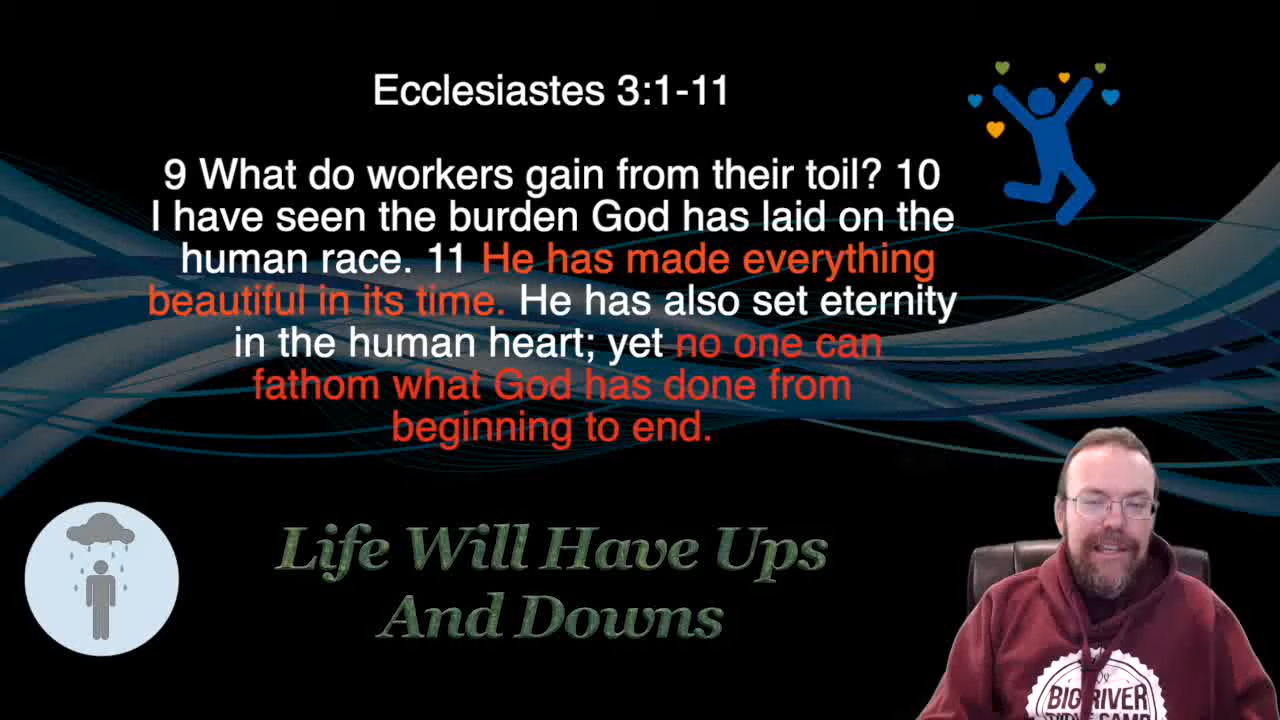 Ecclesiastes 3:1-11
9 What do workers gain from their toil? 10
I have seen the burden God has laid on the
human race. 11 He has made everything
beautiful in its time. He has also set eternity
in the human heart; yet no one can
fathom what God has done from
beginning to end.
Life Will Have Ups
And Downs
BIG RIVER